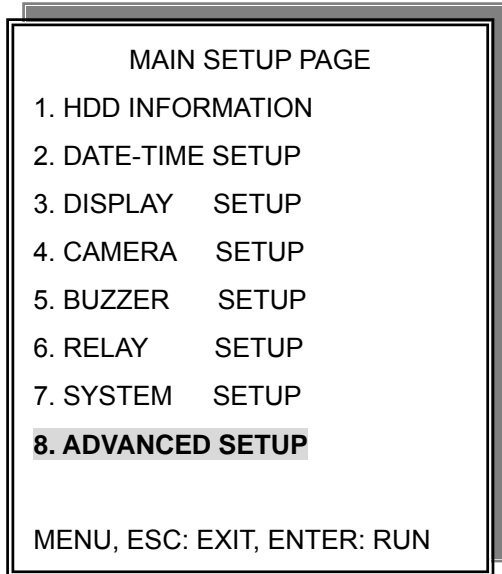 MAIN SETUP PAGE
1. HDD INFORMATION
2. DATE-TIME SETUP
3. DISPLAY SETUP
4. CAMERA SETUP
5. BUZZER SETUP
6. RELAY SETUP
7. SYSTEM SETUP
8. ADVANCED SETUP
MENU, ESC: EXIT, ENTER: RUN